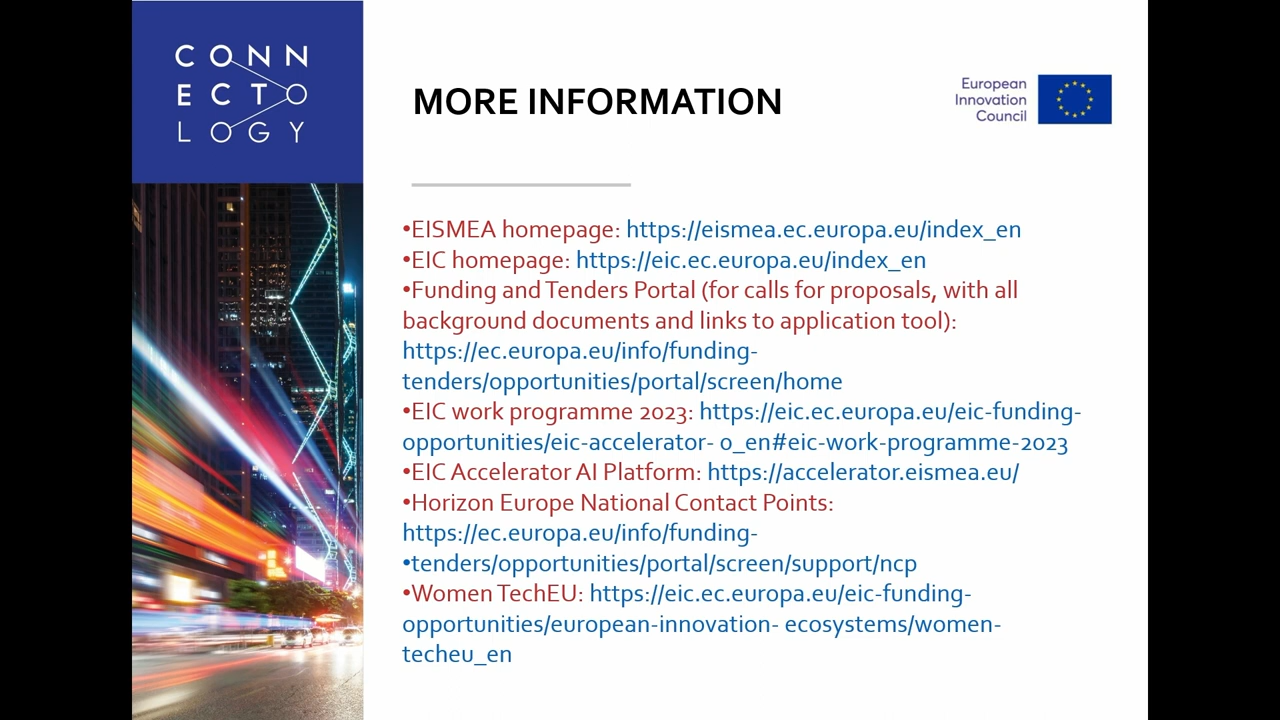 CONN
ECTO
LOGY
MORE INFORMATION
European
Innovation
Council
•EISMEA homepage: https://eismea.ec.europa.eu/index_en
•EIC homepage: https://eic.ec.europa.eu/index_en
•Funding and Tenders Portal (for calls for proposals, with all
background documents and links to application tool):
https://ec.europa.eu/info/funding-
tenders/opportunities/portal/screen/home
•EIC work programme 2023: https://eic.ec.europa.eu/eic-funding-
opportunities/eic-accelerator- 0_en#eic-work-programme-2023
•EIC Accelerator AI Platform: https://accelerator.eismea.eu/
•Horizon Europe National Contact Points:
https://ec.europa.eu/info/funding-
•tenders/opportunities/portal/screen/support/ncp
•Women TechEU: https://eic.ec.europa.eu/eic-funding-
opportunities/european-innovation- ecosystems/women-
techeu_en